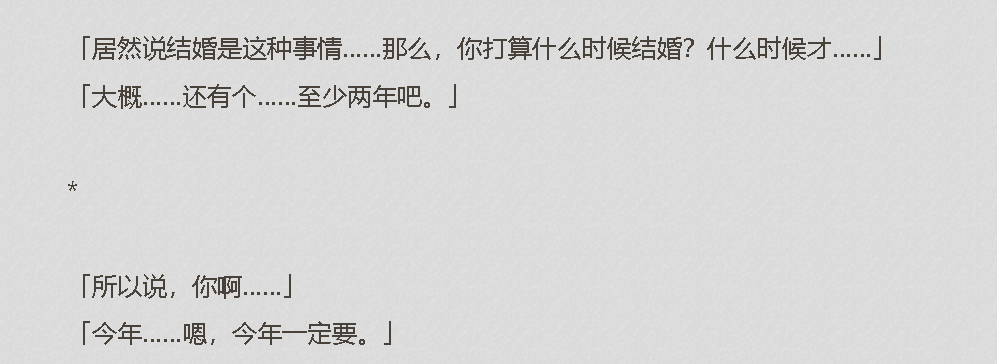 「居然说结婚是这种事情……那么，你打算什么时候结婚？什么时候才……」
「大概……还有个……至少两年吧。」
*
「所以说，你啊……」
「今年……嗯，今年一定要。」